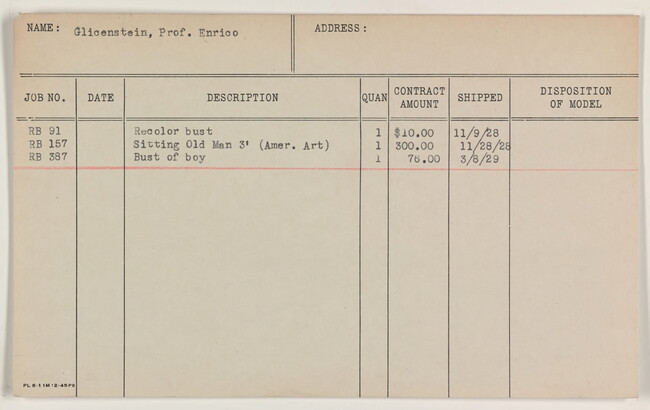 NAME: Glicenstein, Prof. Enrico ADDRESS:
JOB NO. DATE DESCRIPTION QUAN CONTRACT AMOUNT SHIPPED DISPOSITION OF MODEL
RB 91 Recolor bust 1 $10.00 11/9/28
RB 157 Sitting Old Man 3' (Amer. Art) 1 300.00 11/28/28
RB 387 Bust of boy 1 76.00 3/8/29